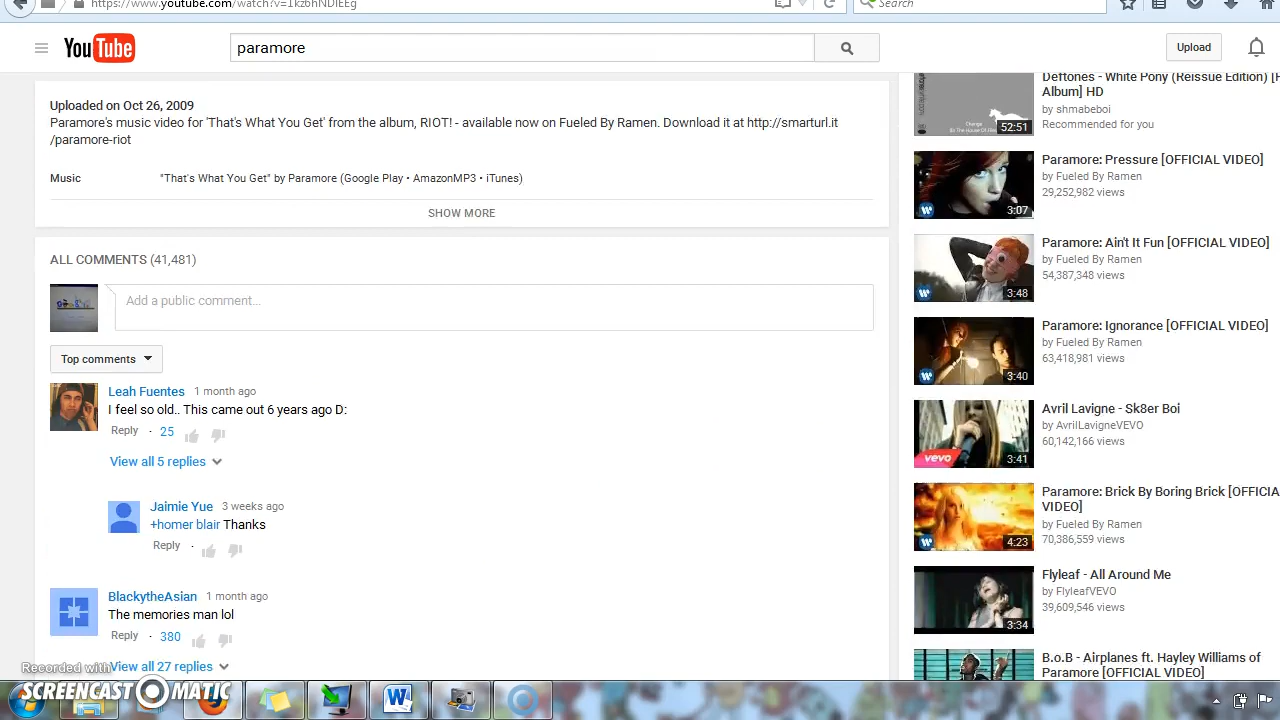 https://www.youtube.com/watch?v=1kz6hNDlEEg
Search
YouTube
paramore
Upload
Uploaded on Oct 26, 2009
Paramore's music video for 'That's What You Get' from the album, RIOT! - available now on Fueled By Ramen. Download it at http://smarturl.it
/paramore-riot
Music
"That's What You Get" by Paramore (Google Play • AmazonMP3 • iTunes)
SHOW MORE
ALL COMMENTS (41,481)
Add a public comment...
Top comments
Leah Fuentes 1 month ago
I feel so old.. This came out 8 years ago D:
Reply · 25
View all 5 replies
Jaimie Yue 3 weeks ago
+homer blair Thanks
Reply ·
BlackytheAsian 1 month ago
The memories man lol
Reply · 380
View all 27 replies
Deftones - White Pony (Reissue Edition) [F
Album] HD
by shmabeboi
Recommended for you
52:51
Paramore: Pressure [OFFICIAL VIDEO]
by Fueled By Ramen
29,252,982 views
3:07
Paramore: Ain't It Fun [OFFICIAL VIDEO]
by Fueled By Ramen
54,387,348 views
3:48
Paramore: Ignorance [OFFICIAL VIDEO]
by Fueled By Ramen
63,418,981 views
3:40
Avril Lavigne - Sk8er Boi
by AvrilLavigneVEVO
60,142,166 views
vevo
3:41
Paramore: Brick By Boring Brick [OFFICIA
VIDEO]
by Fueled By Ramen
70,386,559 views
4:23
Flyleaf - All Around Me
by FlyleafVEVO
39,609,546 views
3:34
B.o.B - Airplanes ft. Hayley Williams of
Paramore [OFFICIAL VIDEO]
Recorded with
SCREENCAST O MATIC